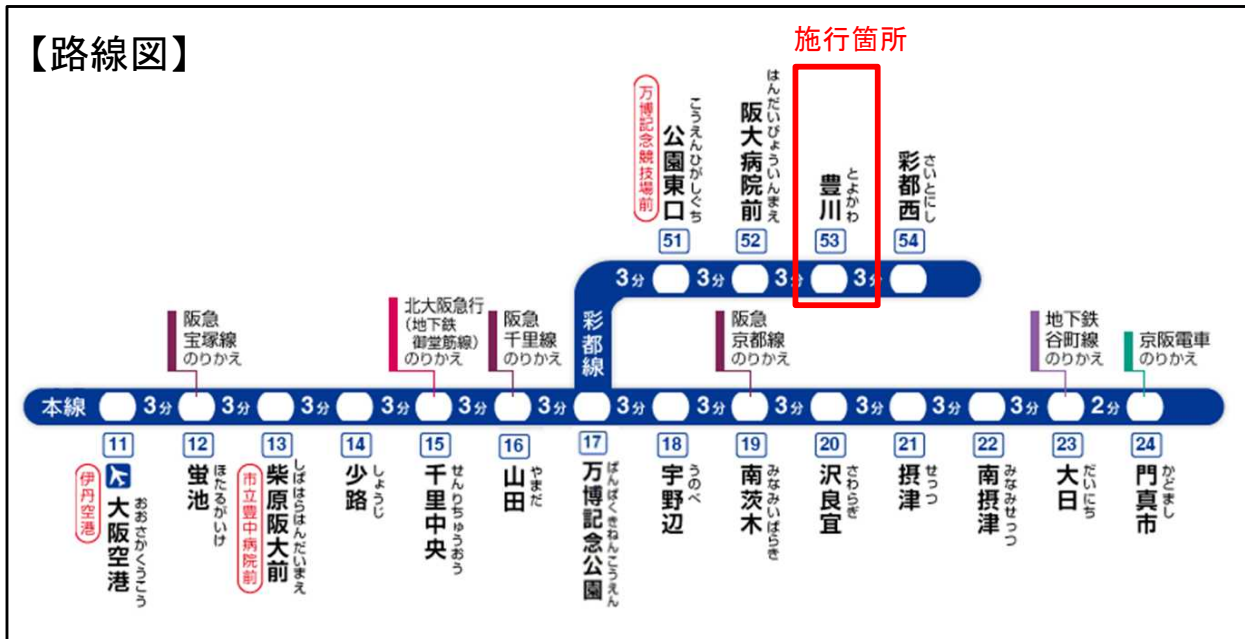 【路線図】
施行箇所
万博記念競技場前
公園東口
こうえんひがしぐち
阪大病院前
はんだいびょういんまえ
豊川
とよかわ
彩都西
さいとにし
51
52
53
54
3分
3分
3分
3分
彩都線
阪急
宝塚線
のりかえ
北大阪急行
(地下鉄
御堂筋線)
のりかえ
阪急
千里線
のりかえ
阪急
京都線
のりかえ
地下鉄
谷町線
のりかえ
京阪電車
のりかえ
本線
3分
3分
3分
3分
3分
3分
3分
3分
3分
3分
3分
3分
2分
11
12
13
14
15
16
17
18
19
20
21
22
23
24
伊丹空港
大阪空港
おおさかくうこう
蛍池
ほたるがいけ
市立豊中病院前
柴原阪大前
しばはらはんだいまえ
少路
しょうじ
千里中央
せんりちゅうおう
山田
やまだ
万博記念公園
ばんぱくきねんこうえん
宇野辺
うのべ
南茨木
みなみいばらき
沢良宜
さわらぎ
摂津
せっつ
南摂津
みなみせっつ
大日
だいにち
門真市
かどまし